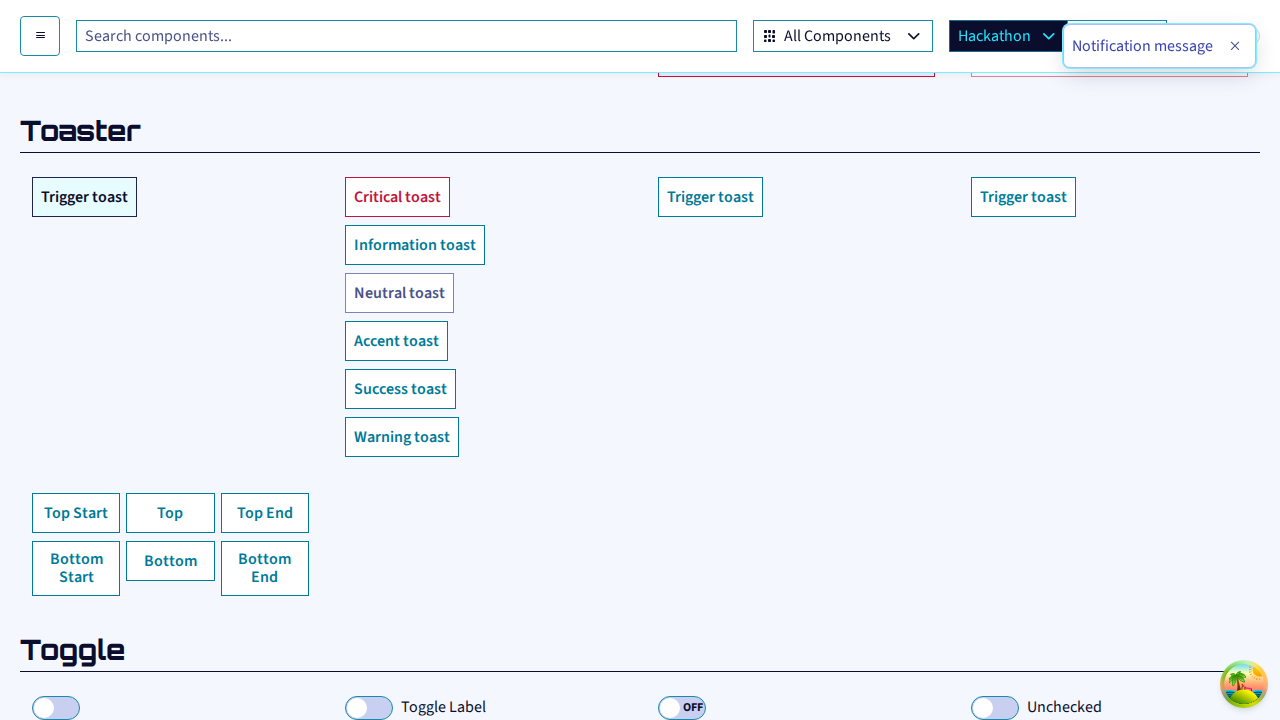 Search components...
All Components
Hackathon
Notification message
Toaster
Trigger toast
Critical toast
Trigger toast
Trigger toast
Information toast
Neutral toast
Accent toast
Success toast
Warning toast
Top Start
Top
Top End
Bottom
Start
Bottom
Bottom
End
Toggle
Toggle Label
OFF
Unchecked